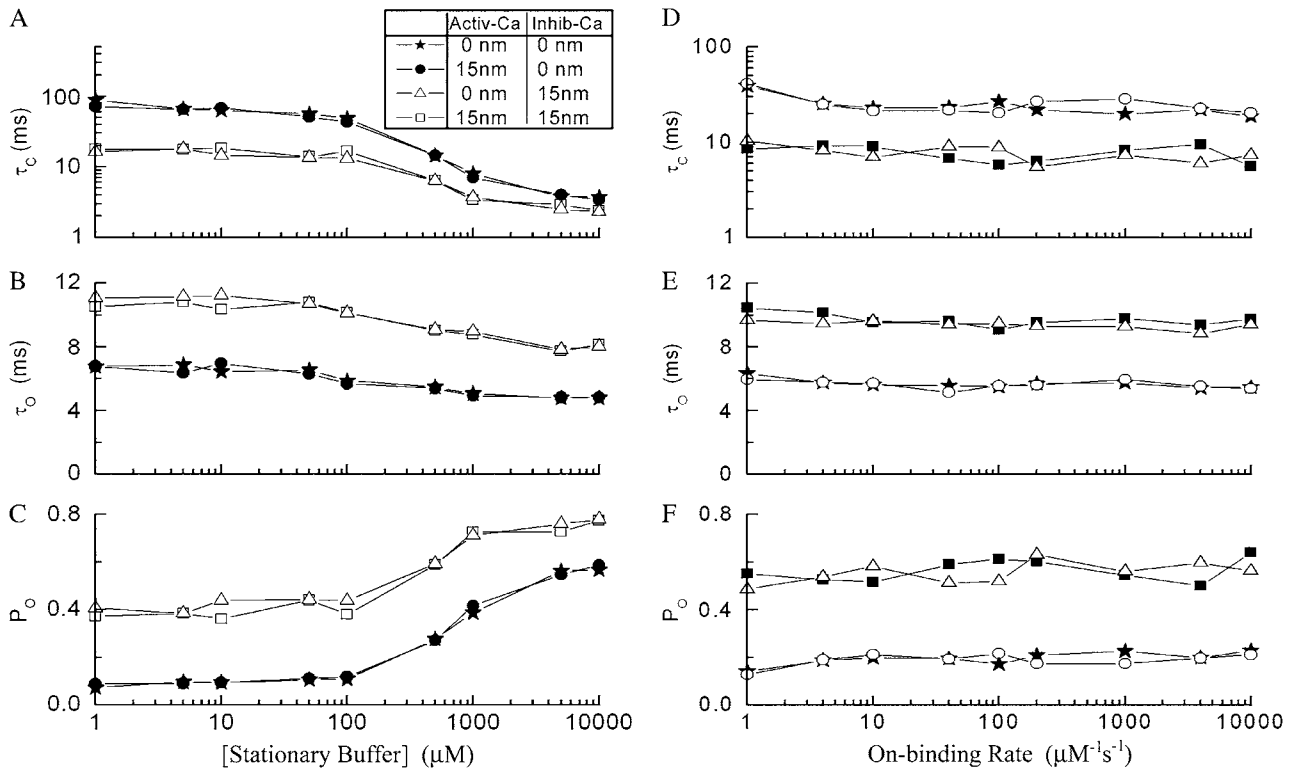 A
Activ-Ca Inhib-Ca
0 nm 0 nm
15nm 0 nm
0 nm 15nm
15nm 15nm
100
10
1
τc (ms)
B
12
8
4
0
τo (ms)
C
0.8
0.4
0.0
Po
1 10 100 1000 10000
[Stationary Buffer] (μM)
D
100
10
1
τc (ms)
E
12
8
4
0
τo (ms)
F
0.8
0.4
0.0
Po
1 10 100 1000 10000
On-binding Rate (μM⁻¹s⁻¹)